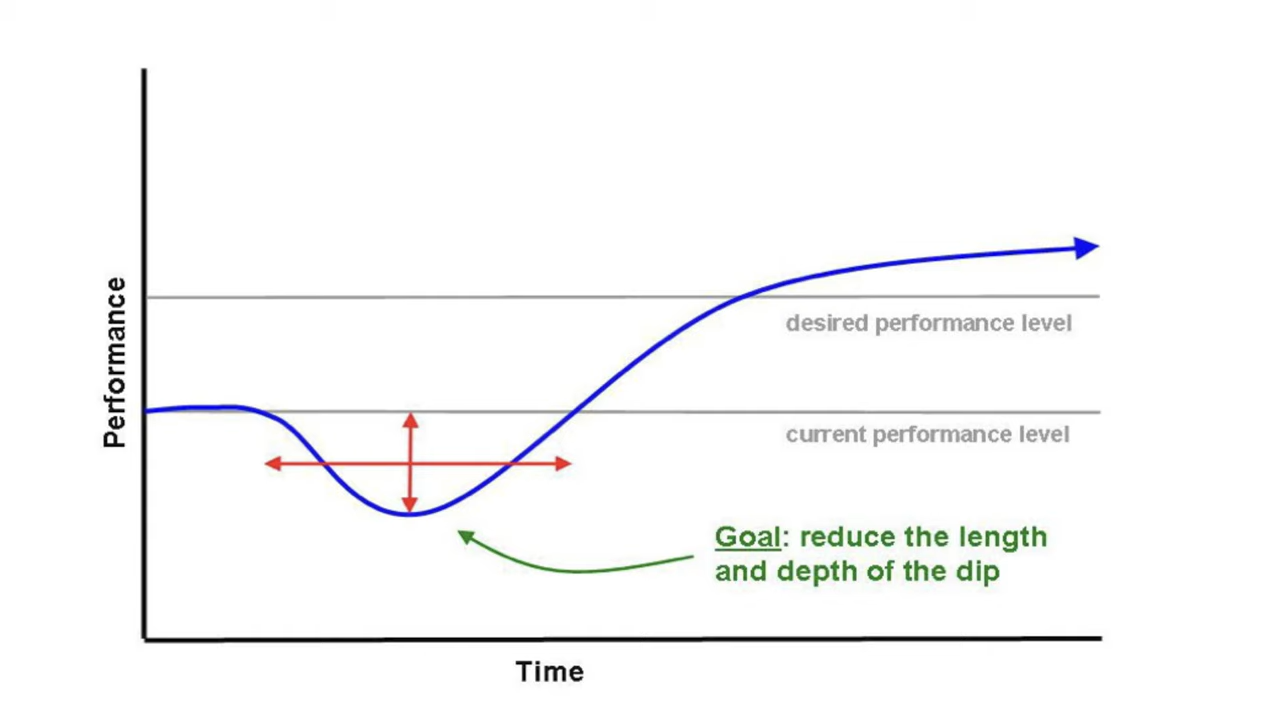 Performance
desired performance level
current performance level
Goal: reduce the length
and depth of the dip
Time